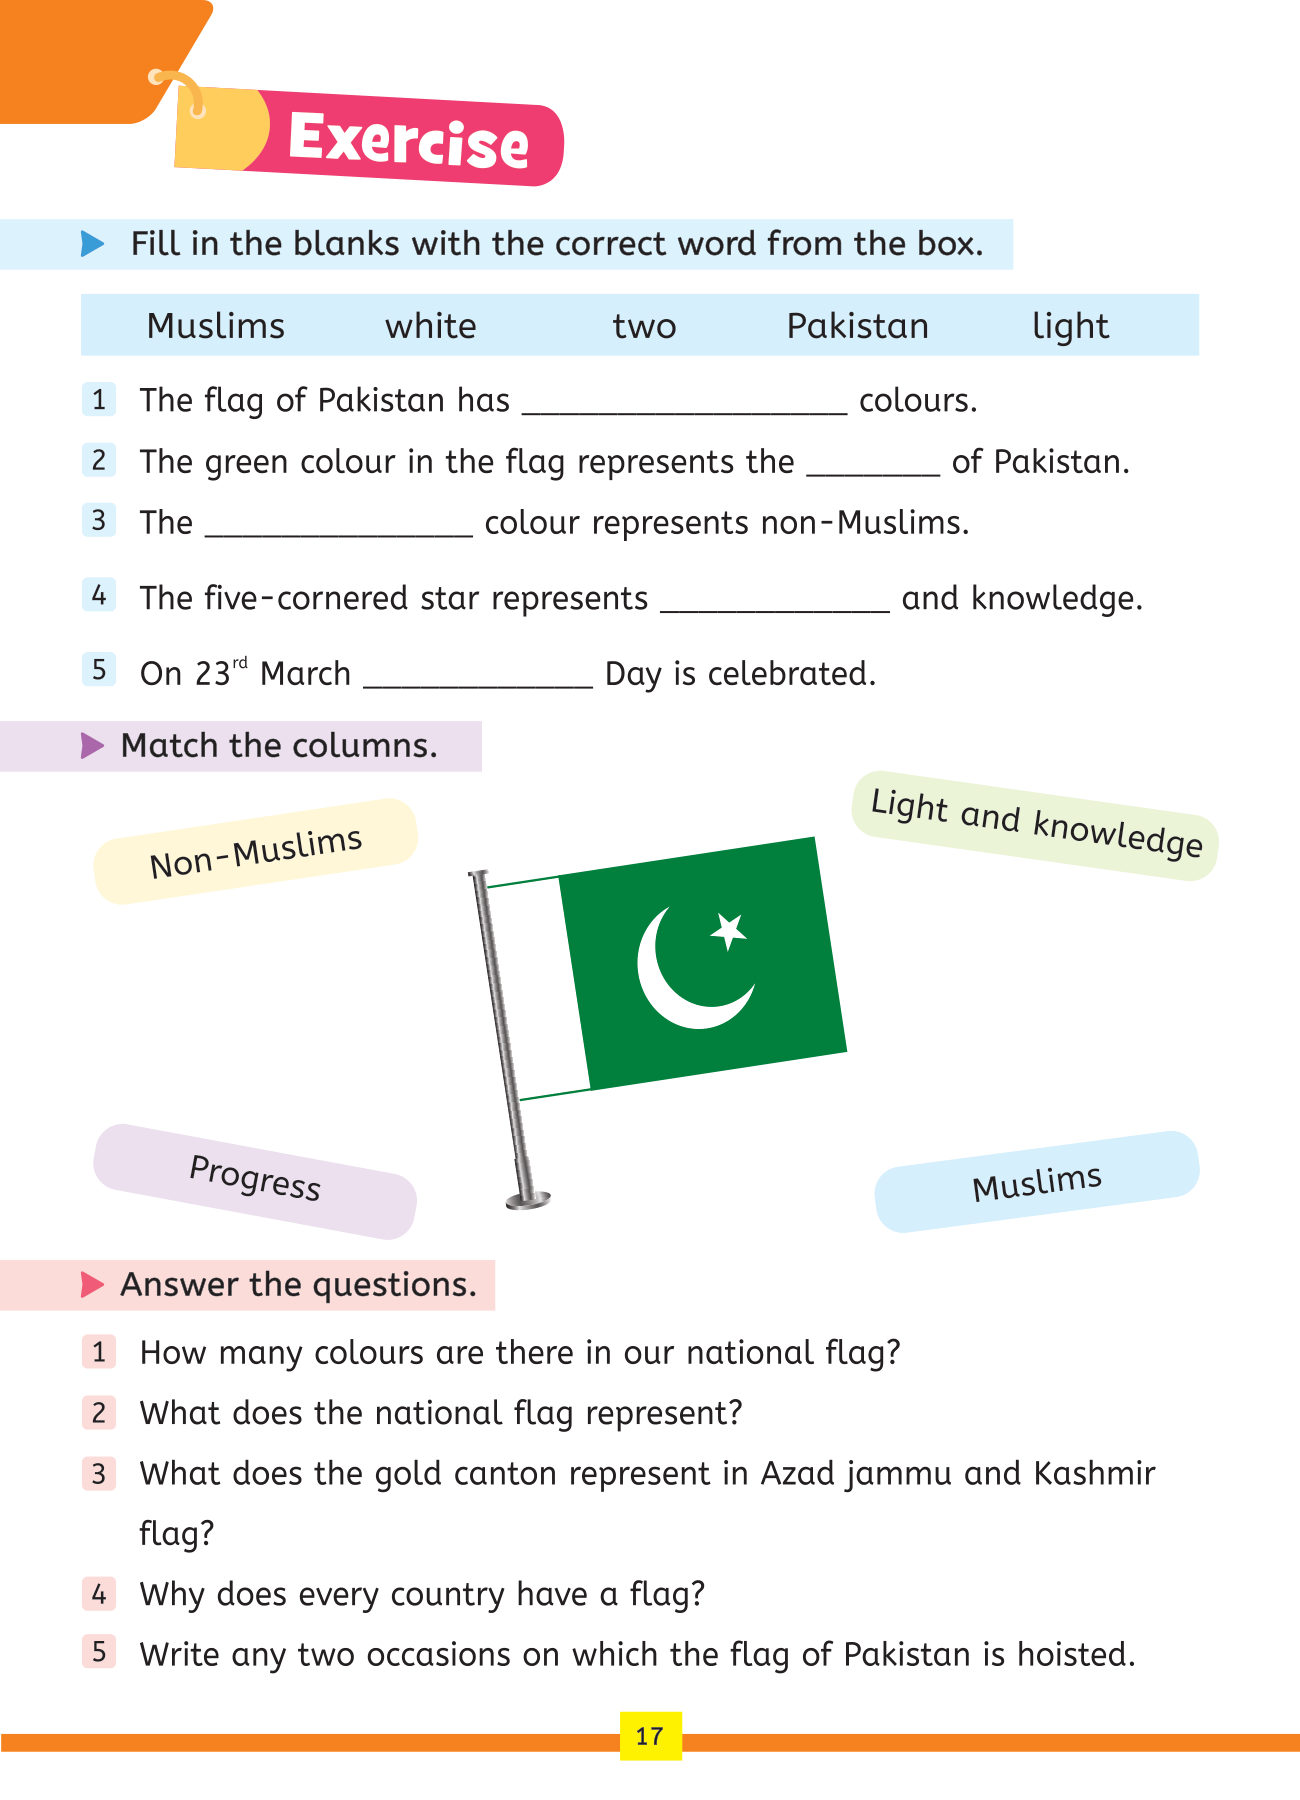 Exercise
Fill in the blanks with the correct word from the box.
Muslims white two Pakistan light
1 The flag of Pakistan has _________________ colours.
2 The green colour in the flag represents the _______ of Pakistan.
3 The ______________ colour represents non-Muslims.
4 The five-cornered star represents ____________ and knowledge.
5 On 23rd March ____________ Day is celebrated.
Match the columns.
Non-Muslims
Light and knowledge
Progress
Muslims
Answer the questions.
1 How many colours are there in our national flag?
2 What does the national flag represent?
3 What does the gold canton represent in Azad jammu and Kashmir
flag?
4 Why does every country have a flag?
5 Write any two occasions on which the flag of Pakistan is hoisted.
17